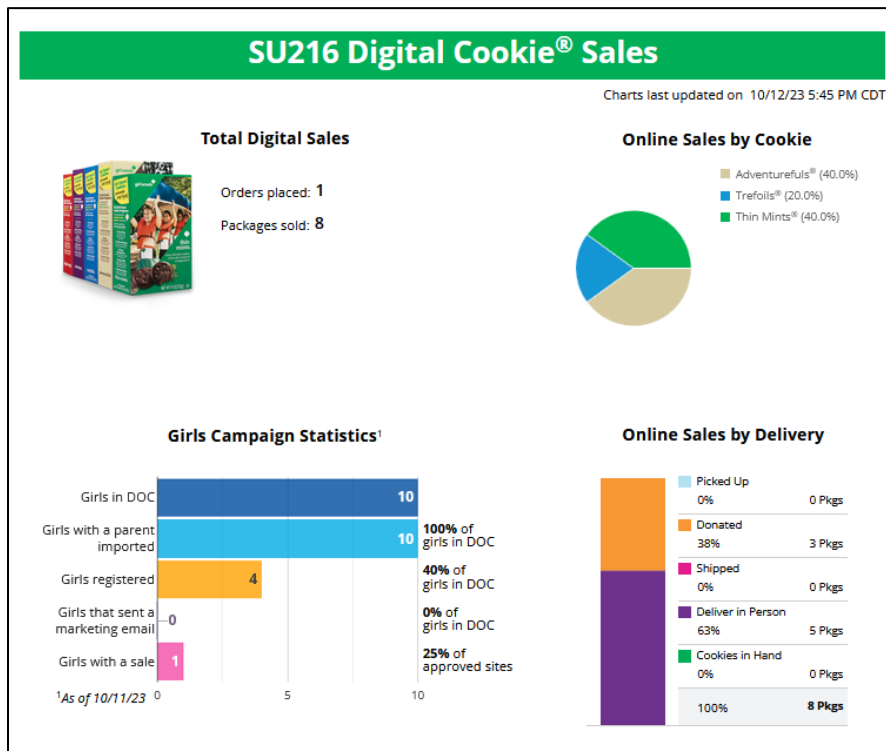 SU216 Digital Cookie® Sales
Charts last updated on 10/12/23 5:45 PM CDT
Total Digital Sales
thin mints
Orders placed: 1
Packages sold: 8
Online Sales by Cookie
Adventurefuls® (40.0%)
Trefoils® (20.0%)
Thin Mints® (40.0%)
Girls Campaign Statistics¹
Girls in DOC
10
Girls with a parent
imported
10
100% of
girls in DOC
Girls registered
4
40% of
girls in DOC
Girls that sent a
marketing email
0
0% of
girls in DOC
Girls with a sale
1
25% of
approved sites
¹As of 10/11/23
0
5
10
Online Sales by Delivery
Picked Up
0% 0 Pkgs
Donated
38% 3 Pkgs
Shipped
0% 0 Pkgs
Deliver in Person
63% 5 Pkgs
Cookies in Hand
0% 0 Pkgs
100% 8 Pkgs